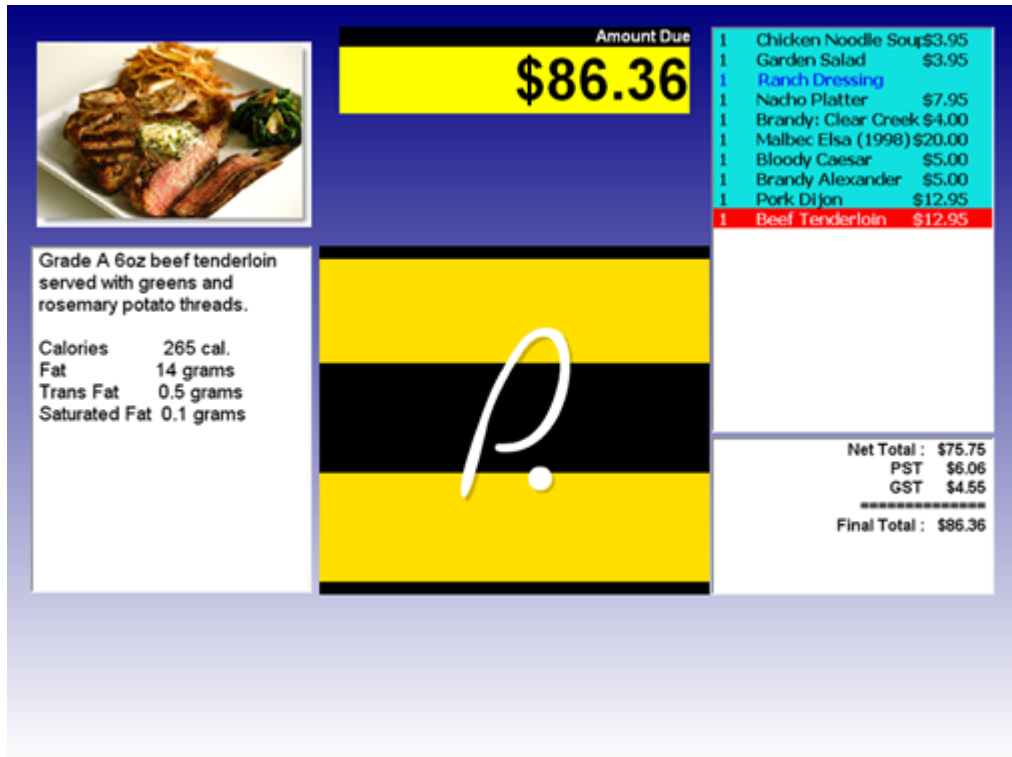 Amount Due
$86.36
1 Chicken Noodle Soup$3.95
1 Garden Salad $3.95
1 Ranch Dressing
1 Nacho Platter $7.95
1 Brandy: Clear Creek $4.00
1 Malbec Elsa (1998) $20.00
1 Bloody Caesar $5.00
1 Brandy Alexander $5.00
1 Pork Dijon $12.95
1 Beef Tenderloin $12.95
Grade A 6oz beef tenderloin
served with greens and
rosemary potato threads.
Calories 265 cal.
Fat 14 grams
Trans Fat 0.5 grams
Saturated Fat 0.1 grams
P.
Net Total : $75.75
PST $6.06
GST $4.55
==============
Final Total : $86.36